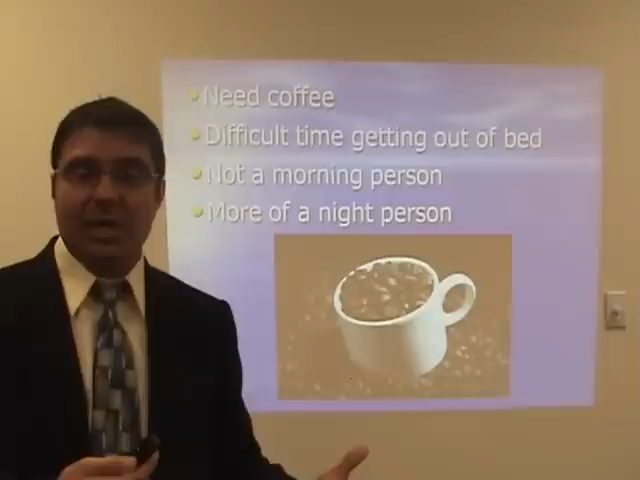 Need coffee
Difficult time getting out of bed
Not a morning person
More of a night person